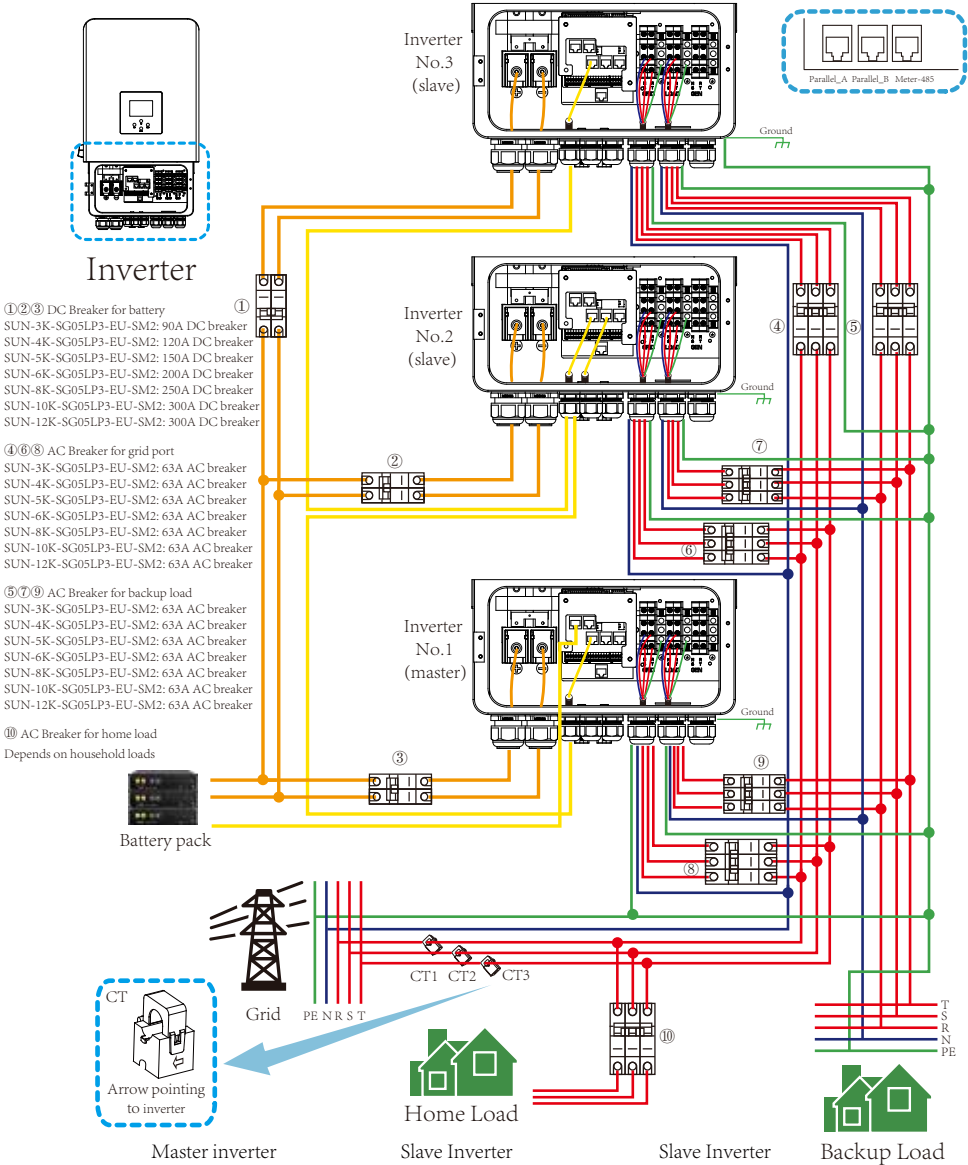 Inverter
No.3
(slave)
Parallel_A Parallel_B Meter-485
Ground
Inverter
①②③ DC Breaker for battery
SUN-3K-SG05LP3-EU-SM2: 90A DC breaker
SUN-4K-SG05LP3-EU-SM2: 120A DC breaker
SUN-5K-SG05LP3-EU-SM2: 150A DC breaker
SUN-6K-SG05LP3-EU-SM2: 200A DC breaker
SUN-8K-SG05LP3-EU-SM2: 250A DC breaker
SUN-10K-SG05LP3-EU-SM2: 300A DC breaker
SUN-12K-SG05LP3-EU-SM2: 300A DC breaker
④⑥⑧ AC Breaker for grid port
SUN-3K-SG05LP3-EU-SM2: 63A AC breaker
SUN-4K-SG05LP3-EU-SM2: 63A AC breaker
SUN-5K-SG05LP3-EU-SM2: 63A AC breaker
SUN-6K-SG05LP3-EU-SM2: 63A AC breaker
SUN-8K-SG05LP3-EU-SM2: 63A AC breaker
SUN-10K-SG05LP3-EU-SM2: 63A AC breaker
SUN-12K-SG05LP3-EU-SM2: 63A AC breaker
⑤⑦⑨ AC Breaker for backup load
SUN-3K-SG05LP3-EU-SM2: 63A AC breaker
SUN-4K-SG05LP3-EU-SM2: 63A AC breaker
SUN-5K-SG05LP3-EU-SM2: 63A AC breaker
SUN-6K-SG05LP3-EU-SM2: 63A AC breaker
SUN-8K-SG05LP3-EU-SM2: 63A AC breaker
SUN-10K-SG05LP3-EU-SM2: 63A AC breaker
SUN-12K-SG05LP3-EU-SM2: 63A AC breaker
⑩ AC Breaker for home load
Depends on household loads
①
④
⑤
Inverter
No.2
(slave)
GEN
Ground
②
⑦
⑥
Inverter
No.1
(master)
GEN
Ground
③
⑨
⑧
Battery pack
CT1 CT2 CT3
Grid
PE N R S T
CT
Arrow pointing
to inverter
⑩
Home Load
T
S
R
N
PE
Backup Load
Master inverter
Slave Inverter
Slave Inverter